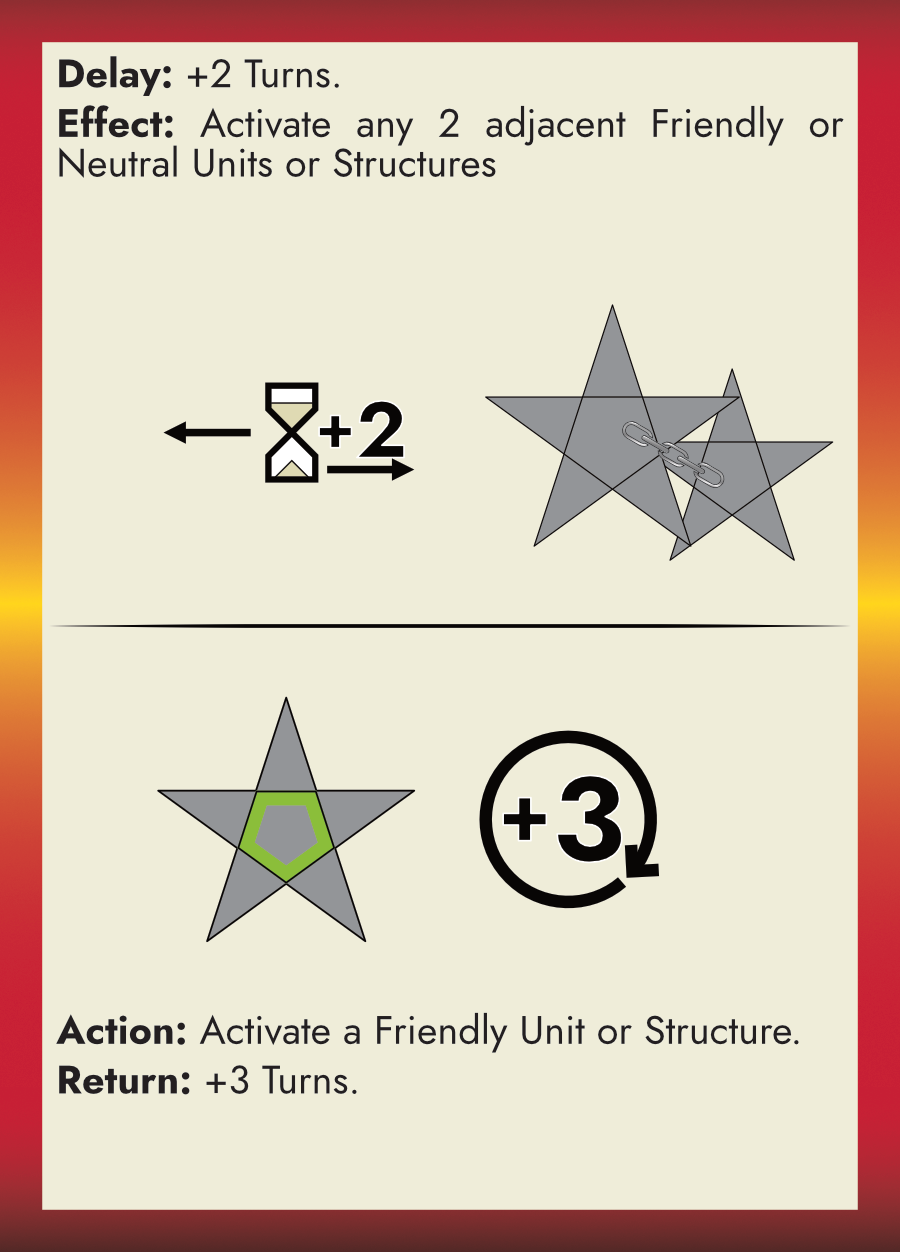 Delay: +2 Turns.
Effect: Activate any 2 adjacent Friendly or
Neutral Units or Structures
+2
+3
Action: Activate a Friendly Unit or Structure.
Return: +3 Turns.